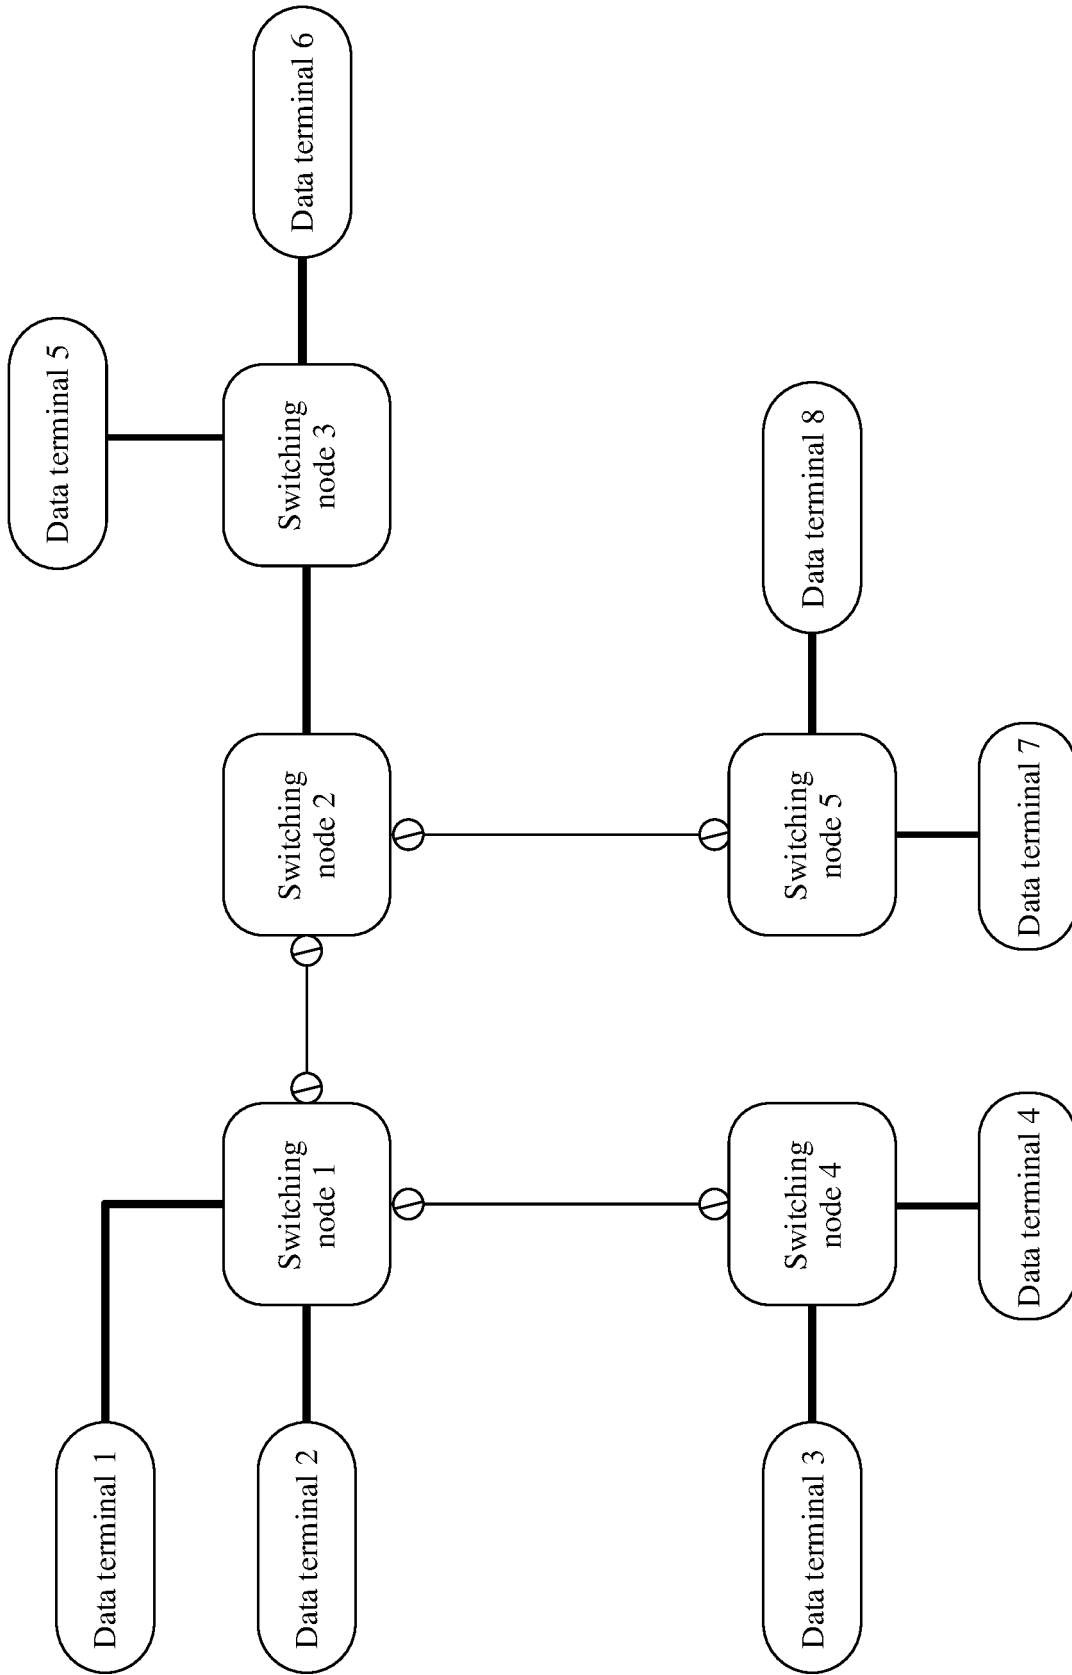 Data terminal 1
Data terminal 2
Switching
node 1
Switching
node 2
Switching
node 3
Data terminal 5
Data terminal 6
Data terminal 3
Switching
node 4
Data terminal 4
Switching
node 5
Data terminal 7
Data terminal 8